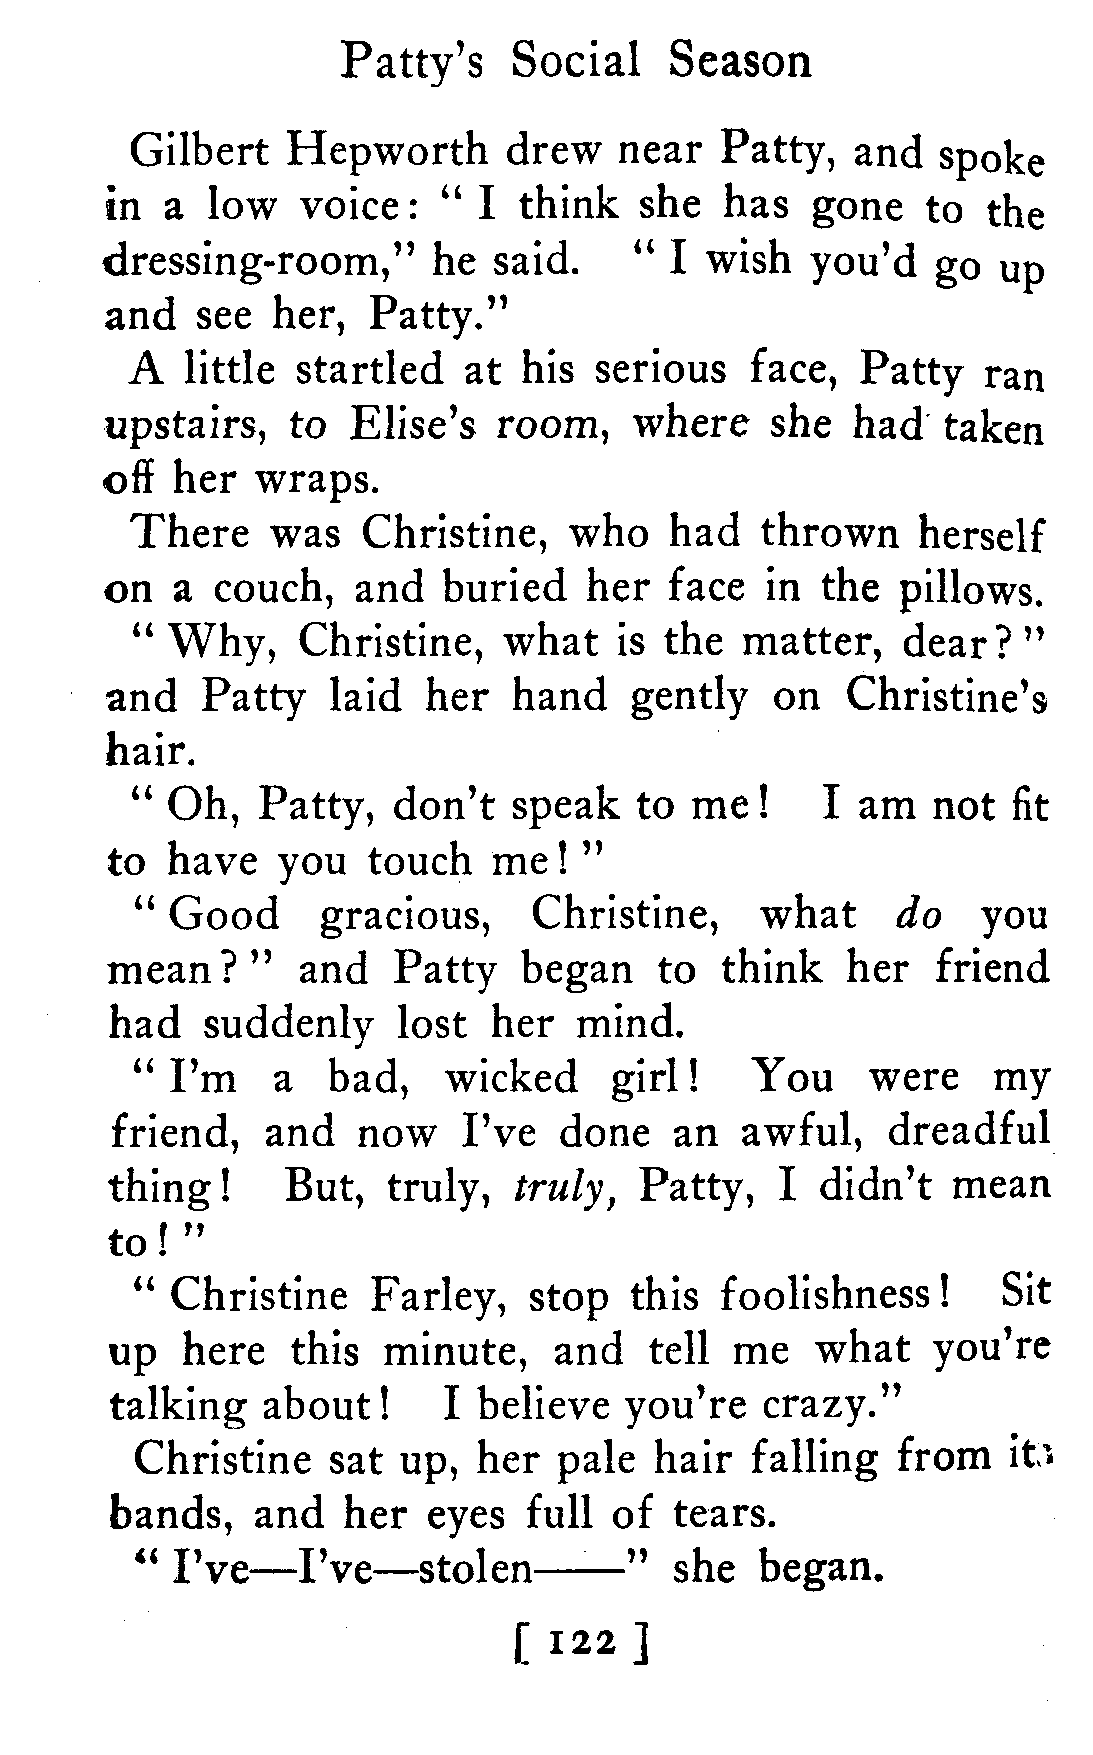 Patty's Social Season
Gilbert Hepworth drew near Patty, and spoke
in a low voice: " I think she has gone to the
dressing-room," he said. " I wish you'd go up
and see her, Patty."
A little startled at his serious face, Patty ran
upstairs, to Elise's room, where she had taken
off her wraps.
There was Christine, who had thrown herself
on a couch, and buried her face in the pillows.
" Why, Christine, what is the matter, dear? "
and Patty laid her hand gently on Christine's
hair.
" Oh, Patty, don't speak to me! I am not fit
to have you touch me! "
" Good gracious, Christine, what do you
mean? " and Patty began to think her friend
had suddenly lost her mind.
" I'm a bad, wicked girl! You were my
friend, and now I've done an awful, dreadful
thing! But, truly, truly, Patty, I didn't mean
to! "
" Christine Farley, stop this foolishness! Sit
up here this minute, and tell me what you're
talking about! I believe you're crazy."
Christine sat up, her pale hair falling from its
bands, and her eyes full of tears.
" I've—I've—stolen——" she began.
[ 122 ]